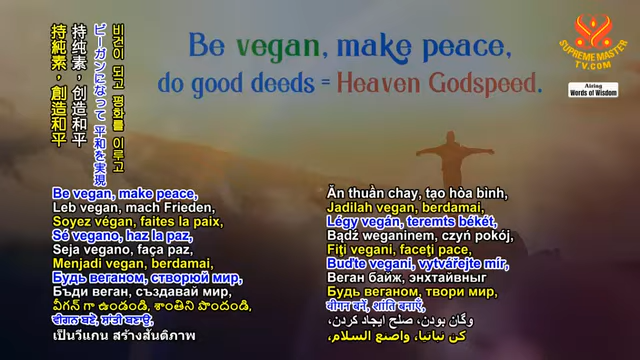 Be vegan, make peace,
do good deeds = Heaven Godspeed.
SUPREME MASTER
TV.COM
Airing
Words of Wisdom
비건이 되고 평화를 이루고
ビーガンになって 平和を実現
持纯素，创造和平
持純素，創造和平
Be vegan, make peace,
Leb vegan, mach Frieden,
Soyez végan, faites la paix,
Sé vegano, haz la paz,
Seja vegano, faça paz,
Menjadi vegan, berdamai,
Будь веганом, створюй мир,
Бъди веган, създавай мир,
వీగన్ గా ఉండండి, శాంతిని పొందండి,
ਵੀਗਨ ਬਣੋ, ਸ਼ਾਂਤੀ ਬਣਾਉ,
เป็นวีแกน สร้างสันติภาพ
Ăn thuần chay, tạo hòa bình,
Jadilah vegan, berdamai,
Légy vegán, teremts békét,
Bądź weganinem, czyń pokój,
Fiţi vegani, faceţi pace,
Buďte vegani, vytvářejte mír,
Веган байж, энхтайвныг
Будь веганом, твори мир,
वीगन बनें, शांति बनाएँ,
وگان بودن، صلح ایجاد کردن،
كن نباتيا، واصنع السلام،